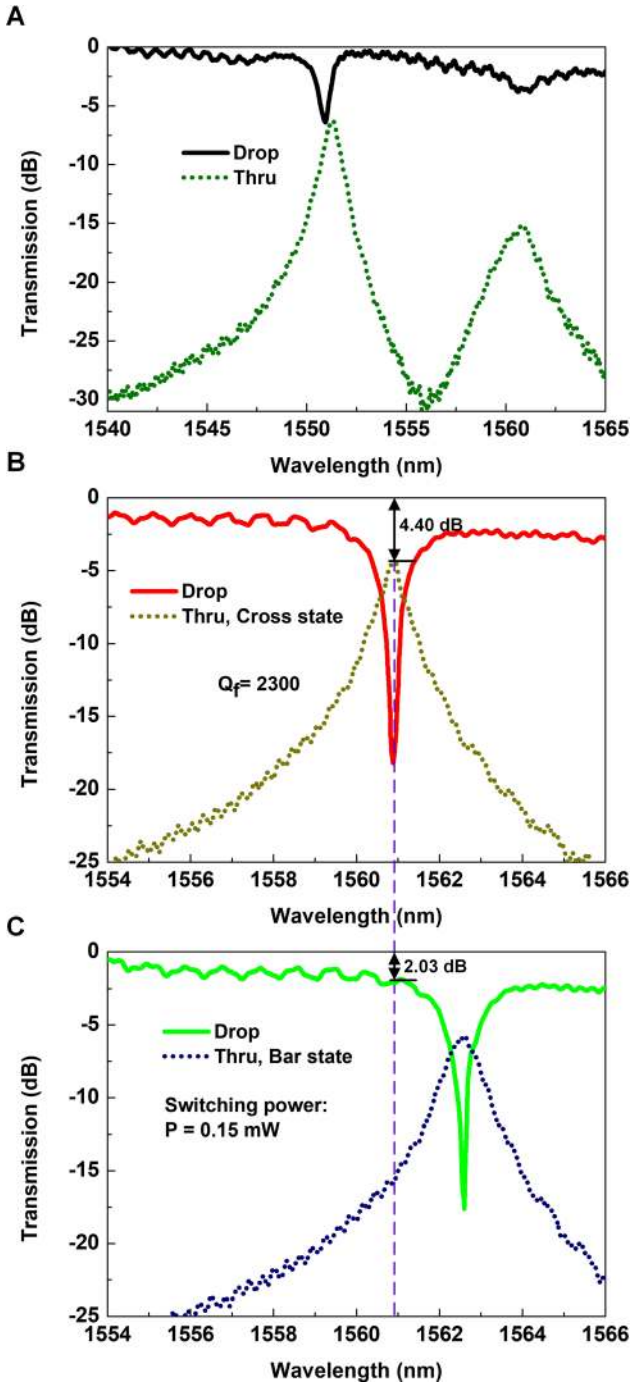 A
Transmission (dB)
0
-5
-10
-15
-20
-25
-30
Drop
Thru
1540 1545 1550 1555 1560 1565
Wavelength (nm)
B
Transmission (dB)
0
-5
-10
-15
-20
-25
4.40 dB
Drop
Thru, Cross state
Qf= 2300
1554 1556 1558 1560 1562 1564 1566
Wavelength (nm)
C
Transmission (dB)
0
-5
-10
-15
-20
-25
2.03 dB
Drop
Thru, Bar state
Switching power:
P = 0.15 mW
1554 1556 1558 1560 1562 1564 1566
Wavelength (nm)